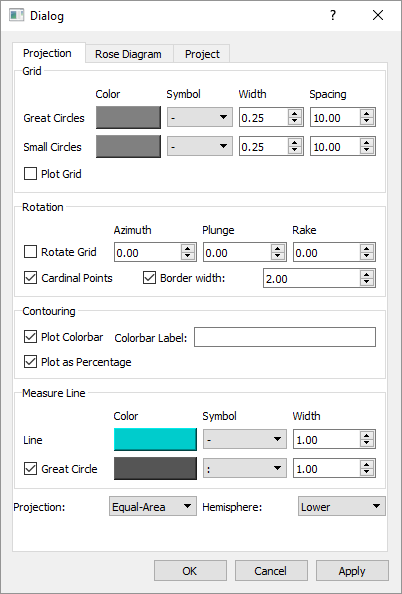 Dialog ?
Projection Rose Diagram Project
Grid
Color Symbol Width Spacing
Great Circles - 0.25 10.00
Small Circles - 0.25 10.00
Plot Grid
Rotation
Azimuth Plunge Rake
Rotate Grid 0.00 0.00 0.00
Cardinal Points Border width: 2.00
Contouring
Plot Colorbar Colorbar Label:
Plot as Percentage
Measure Line
Color Symbol Width
Line - 1.00
Great Circle : 1.00
Projection: Equal-Area Hemisphere: Lower
OK Cancel Apply